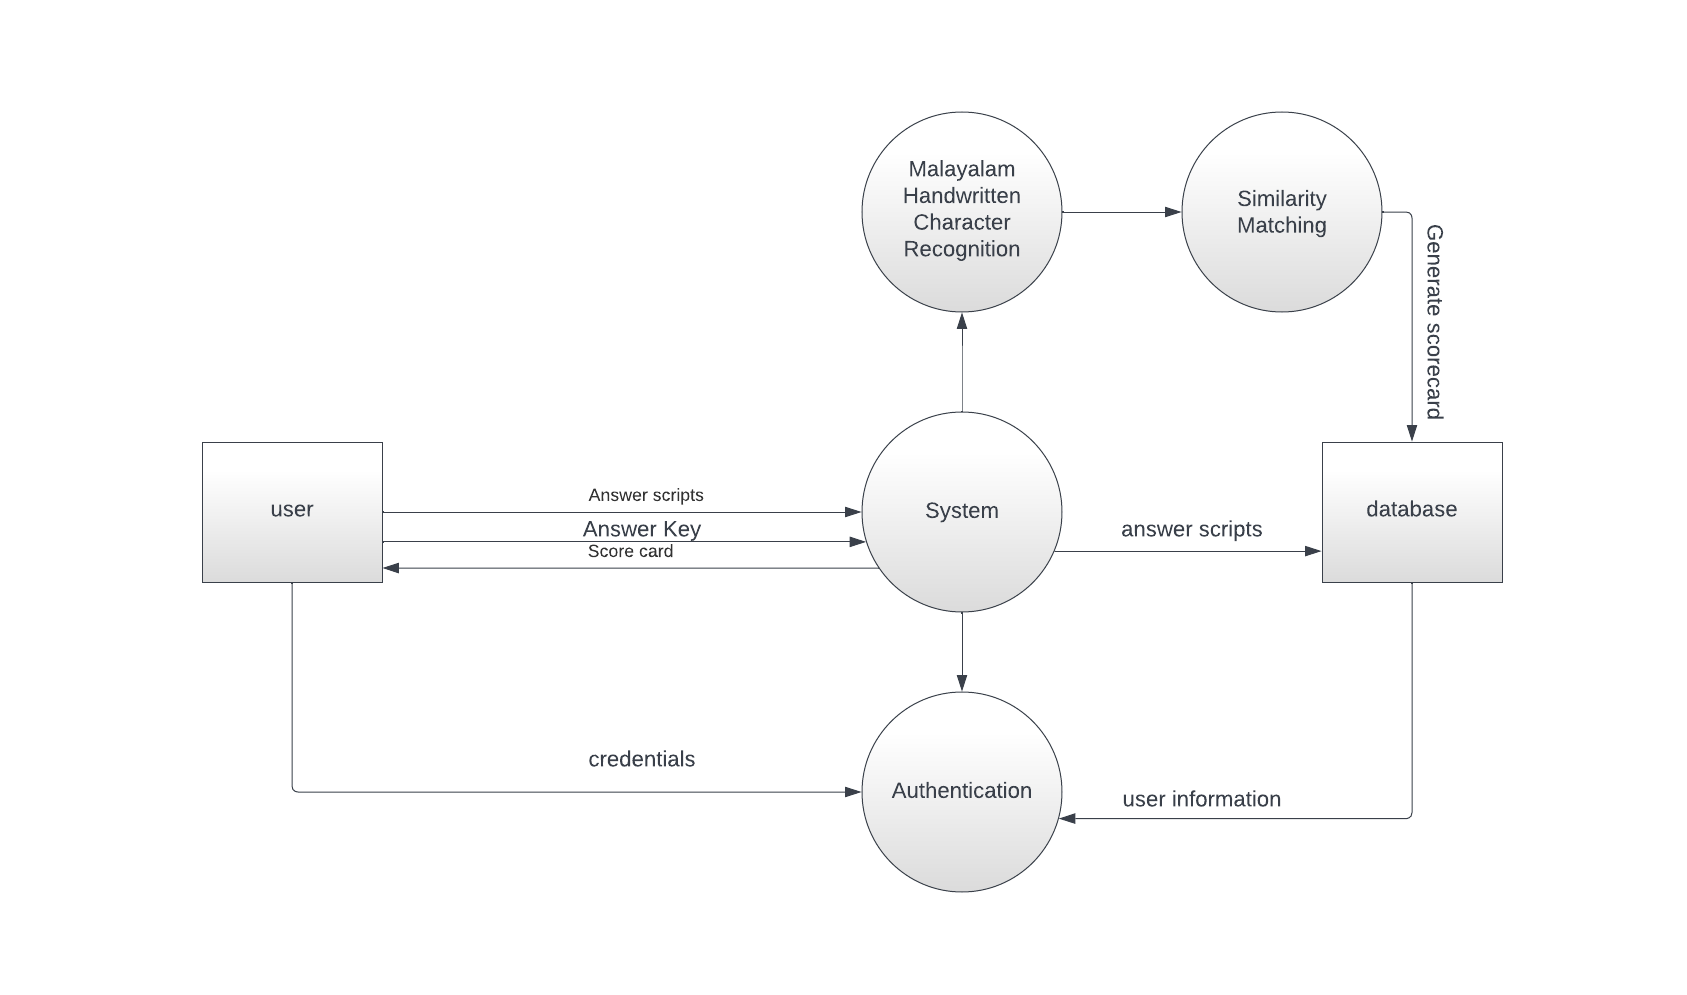 Malayalam
Handwritten
Character
Recognition
Similarity
Matching
Generate scorecard
user
Answer scripts
Answer Key
Score card
System
answer scripts
database
credentials
Authentication
user information